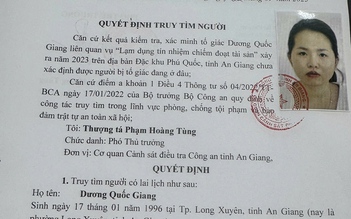 QUYẾT ĐỊNH TRUY TÌM NGƯỜI
Căn cứ kết quả kiểm tra, xác minh tố giác Dương Quốc
Giang liên quan vụ "Lạm dụng tín nhiệm chiếm đoạt tài sản" xảy
ra năm 2023 trên địa bàn Đặc khu Phú Quốc, tỉnh An Giang chưa
xác định được người bị tố giác đang ở đâu;
Căn cứ điểm a khoản 1 Điều 4 Thông tư số 04/2022/TT-
BCA ngày 17/01/2022 của Bộ trưởng Bộ Công an quy định về
công tác truy tìm trong lĩnh vực phòng, chống tội phạm và bảo
đảm trật tự an toàn xã hội;
Tôi: Thượng tá Phạm Hoàng Tùng
Chức danh: Phó Thủ trưởng
Đơn vị: Cơ quan Cảnh sát điều tra Công an tỉnh An Giang,
QUYẾT ĐỊNH
1. Truy tìm người có lai lịch như sau:
Họ tên: Dương Quốc Giang
Sinh ngày 17 tháng 01 năm 1996 tại Tp. Long Xuyên, An Giang (nay là